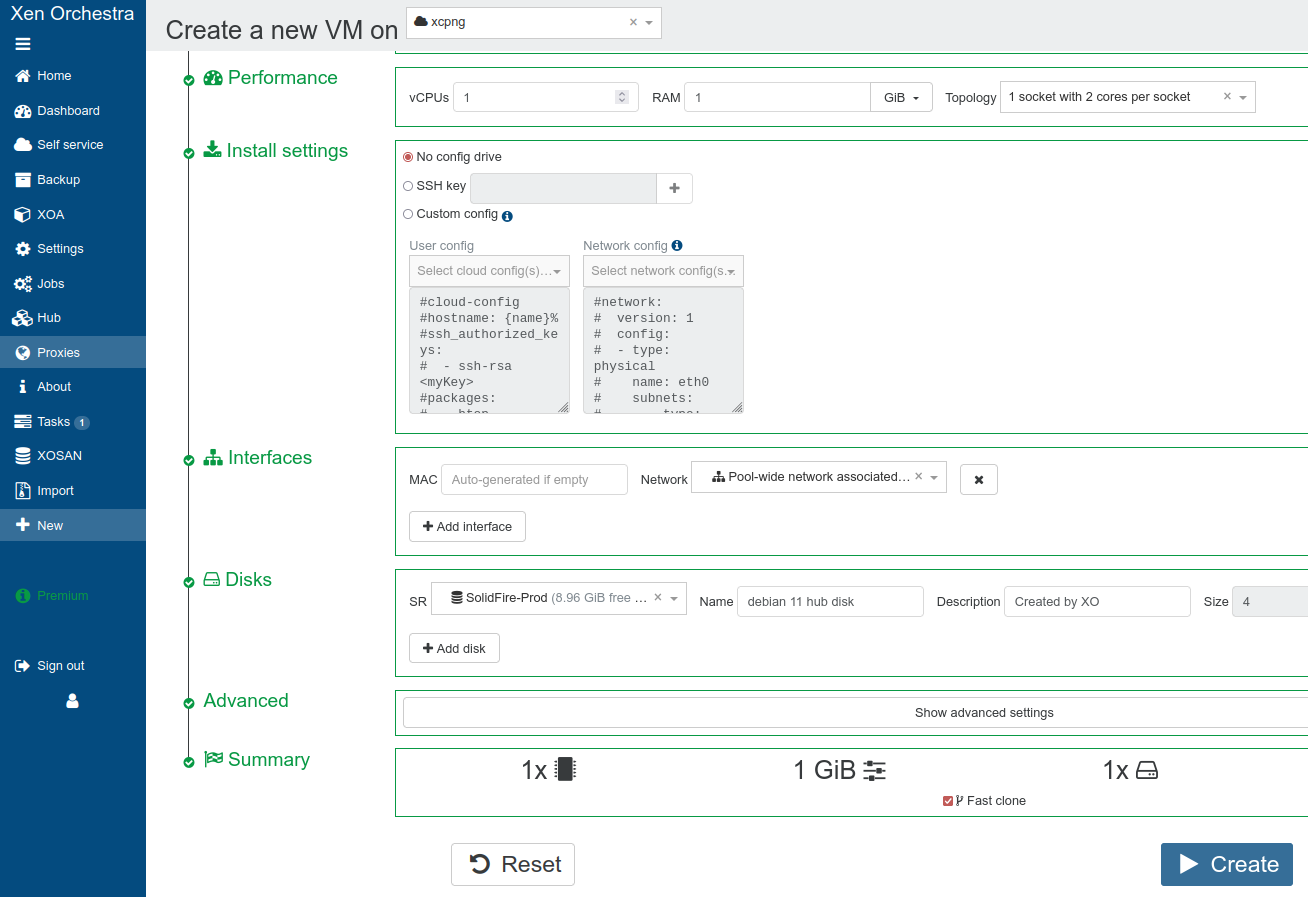 Xen Orchestra
Create a new VM on xcpng
Home
Dashboard
Self service
Backup
XOA
Settings
Jobs
Hub
Proxies
About
Tasks 1
XOSAN
Import
New
Premium
Sign out
Performance
vCPUs 1 RAM 1 GiB Topology 1 socket with 2 cores per socket
Install settings
No config drive
SSH key
Custom config
User config
Select cloud config(s)…
#cloud-config
#hostname: {name}%
#ssh_authorized_ke
ys:
#  - ssh-rsa
<myKey>
#packages:
#  - htop
Network config
Select network config(s…
#network:
#  version: 1
#  config:
#  - type:
physical
#    name: eth0
#    subnets:
#      - type:
Interfaces
MAC Auto-generated if empty Network Pool-wide network associated…
Add interface
Disks
SR SolidFire-Prod (8.96 GiB free … Name debian 11 hub disk Description Created by XO Size 4
Add disk
Advanced
Show advanced settings
Summary
1x 1 GiB 1x
Fast clone
Reset
Create